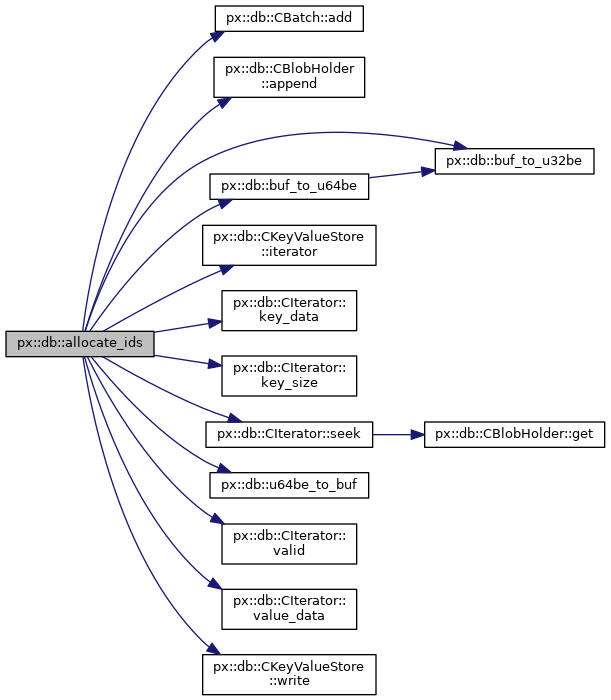 px::db::CBatch::add
px::db::CBlobHolder
::append
px::db::buf_to_u32be
px::db::buf_to_u64be
px::db::CKeyValueStore
::iterator
px::db::CIterator::
key_data
px::db::allocate_ids
px::db::CIterator::
key_size
px::db::CIterator::seek
px::db::CBlobHolder::get
px::db::u64be_to_buf
px::db::CIterator::
valid
px::db::CIterator::
value_data
px::db::CKeyValueStore
::write